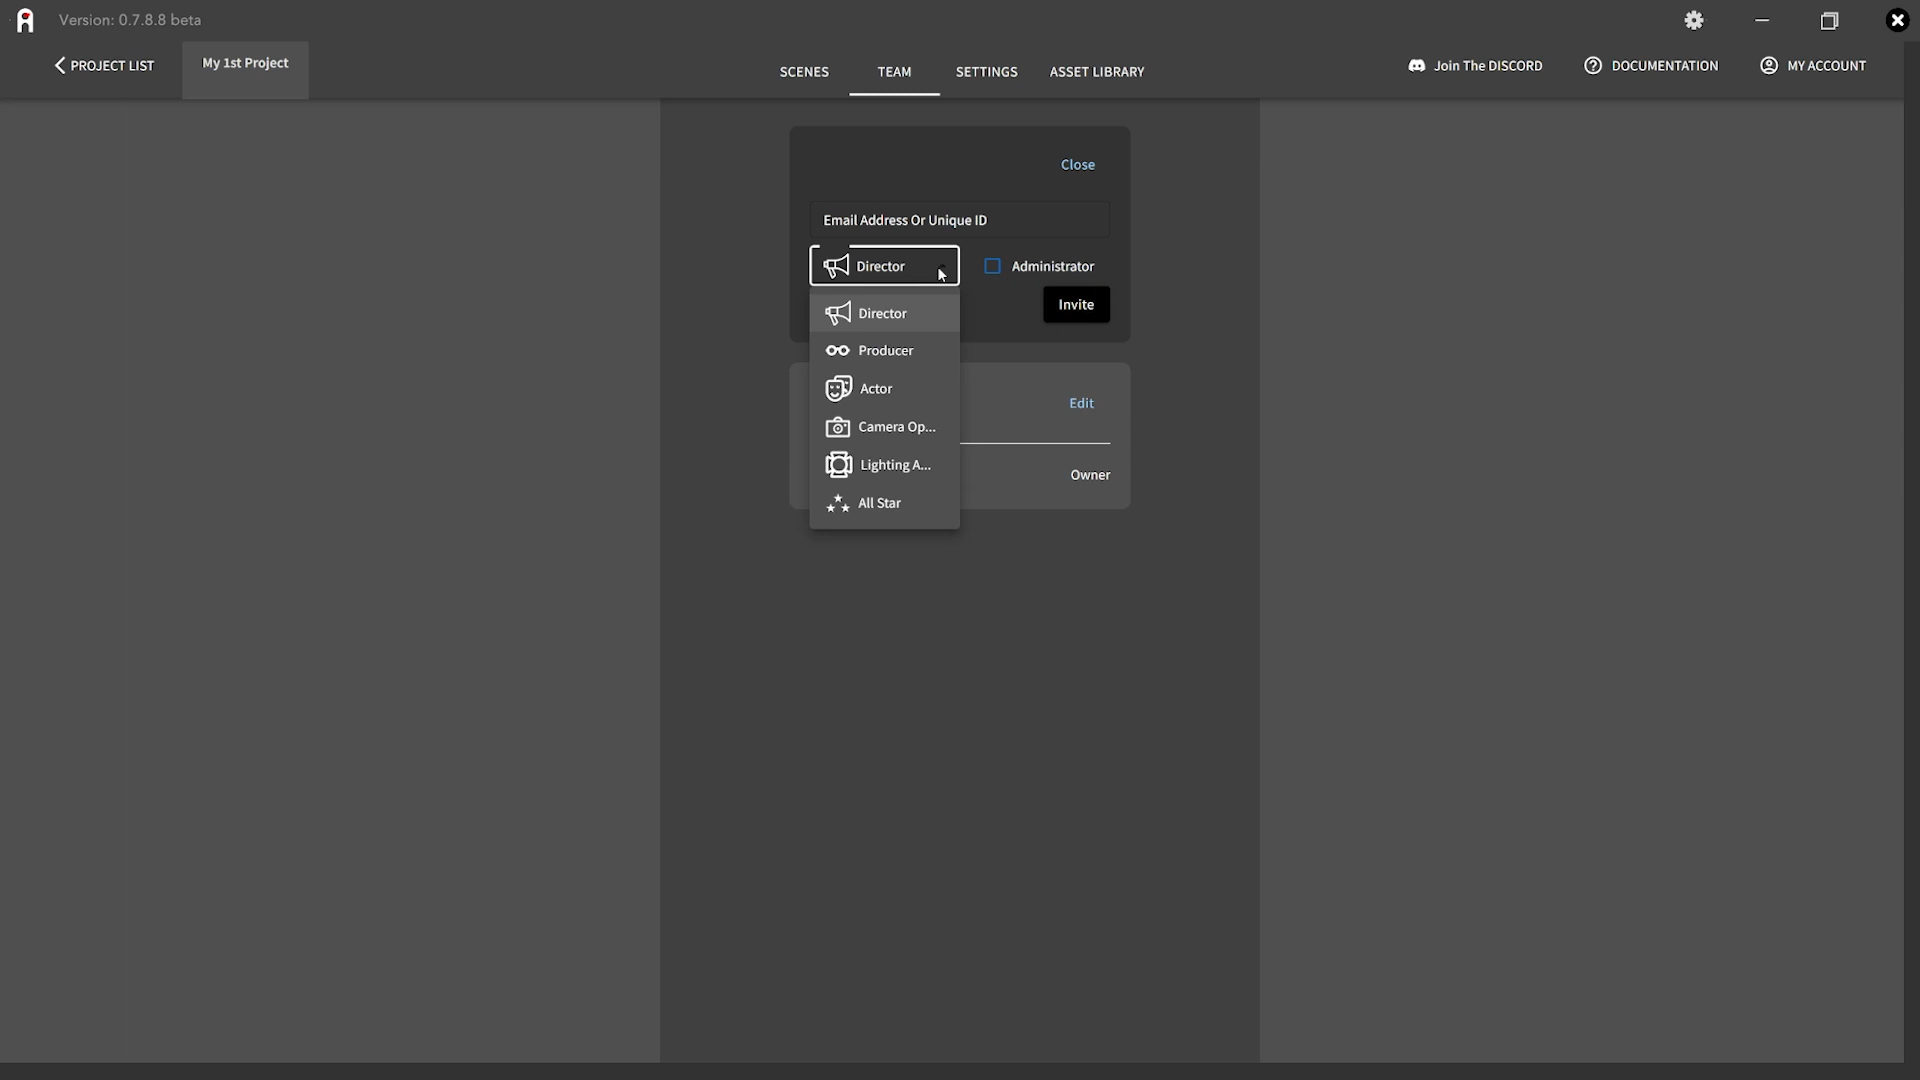 Version: 0.7.8.8 beta
PROJECT LIST
My 1st Project
SCENES
TEAM
SETTINGS
ASSET LIBRARY
Join The DISCORD
DOCUMENTATION
MY ACCOUNT
Close
Email Address Or Unique ID
Director
Administrator
Invite
Director
Producer
Actor
Camera Op...
Lighting A...
All Star
Edit
Owner